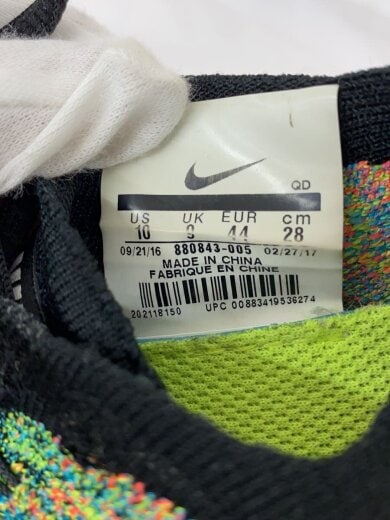 QD
US UK EUR cm
10 9 44 28
09/21/16 880843-005 02/27/17
MADE IN CHINA
FABRIQUE EN CHINE
202118150 UPC 00883419536274